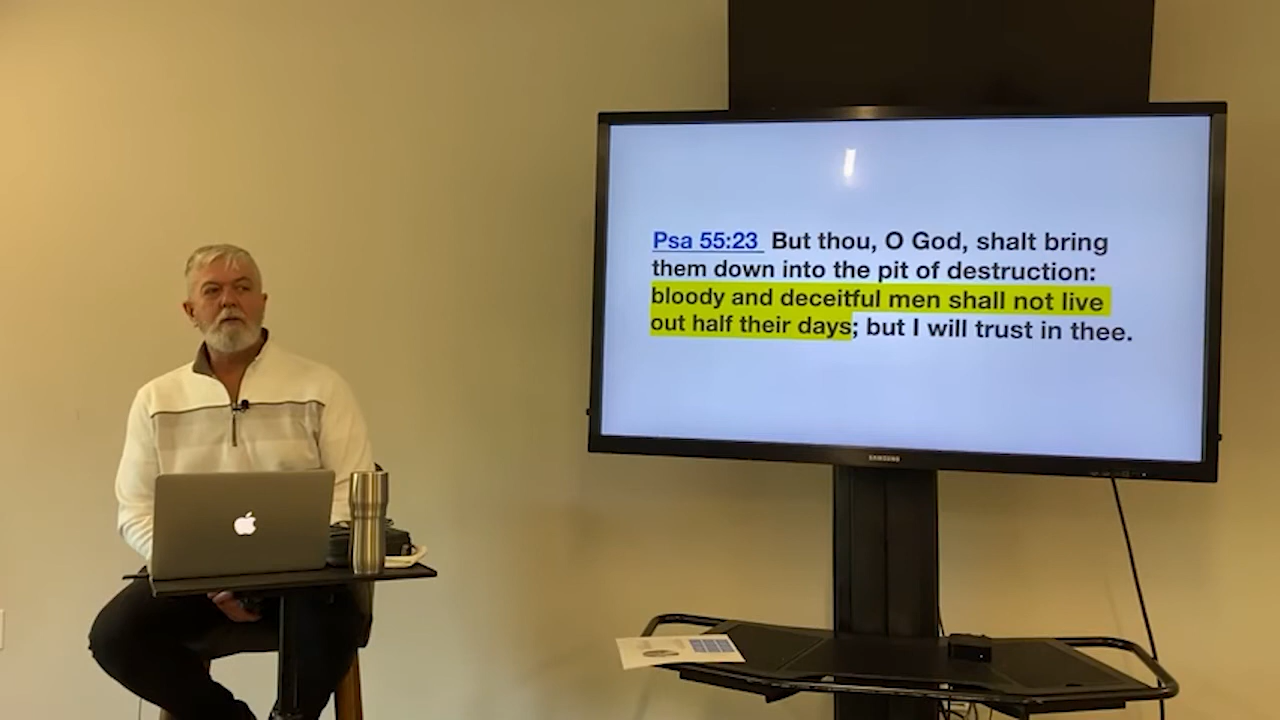 Psa 55:23 But thou, O God, shalt bring
them down into the pit of destruction:
bloody and deceitful men shall not live
out half their days; but I will trust in thee.
SAMSUNG